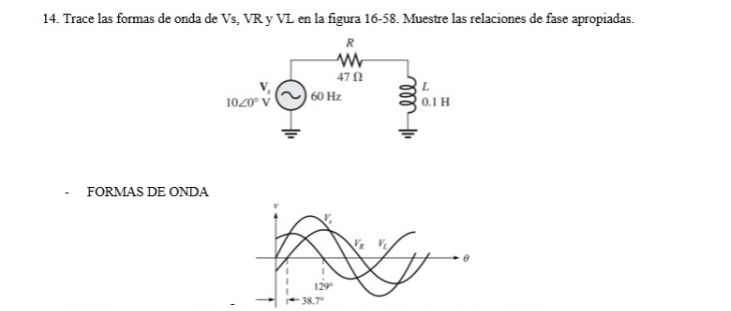 14. Trace las formas de onda de Vs, VR y VL en la figura 16-58. Muestre las relaciones de fase apropiadas.
R
47 Ω
Vs
10∠0° V
60 Hz
L
0.1 H
- FORMAS DE ONDA
v
Vs
VR VL
θ
129°
38.7°